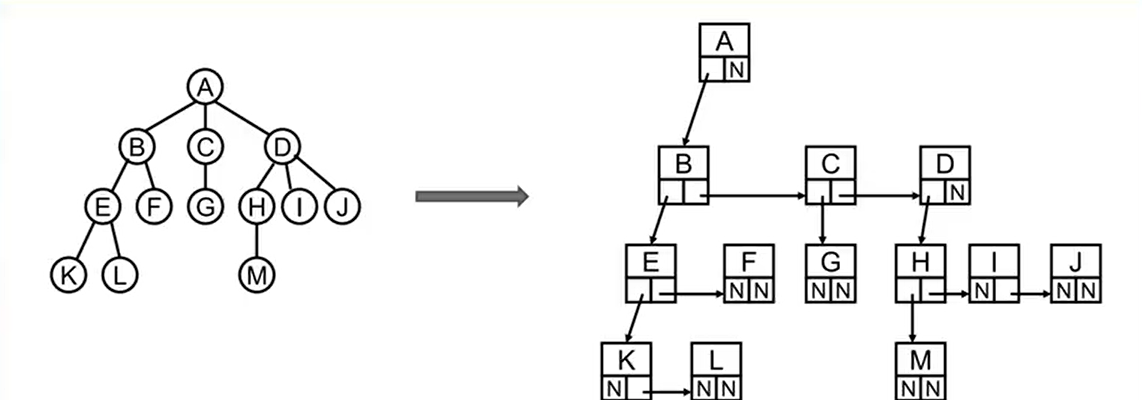 A
B C D
E F G H I J
K L M
A
N
B C D
N
E F G H I J
N N N N N N N
K L M
N N N N N